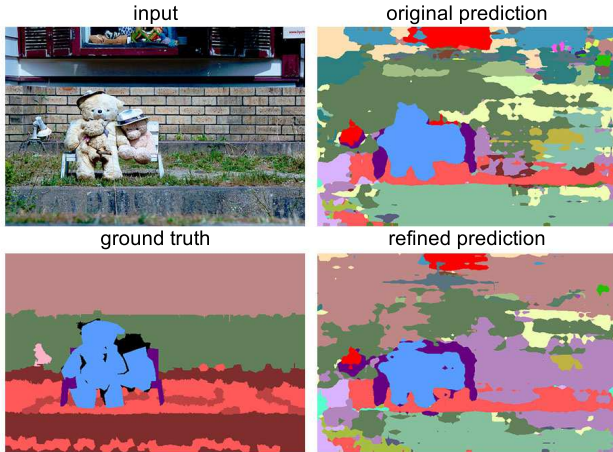 input
original prediction
ground truth
refined prediction